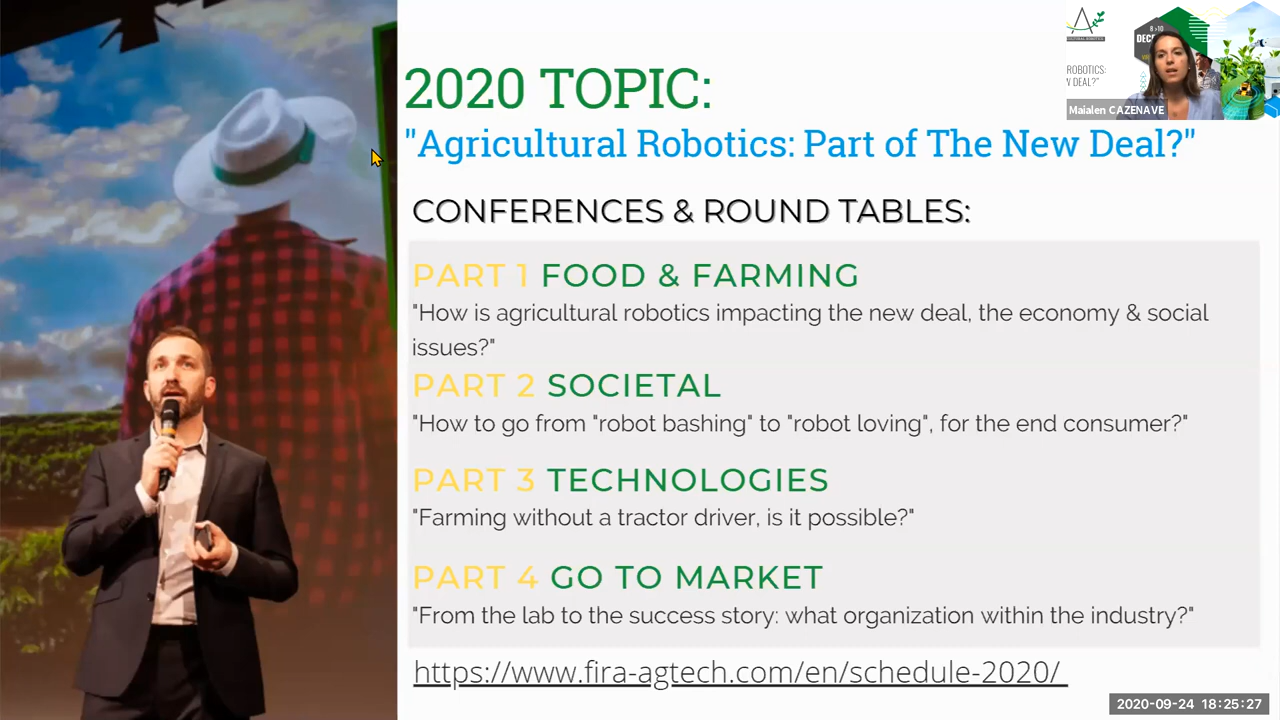 2020 TOPIC:
"Agricultural Robotics: Part of The New Deal?"
CONFERENCES & ROUND TABLES:
PART 1 FOOD & FARMING
"How is agricultural robotics impacting the new deal, the economy & social
issues?"
PART 2 SOCIETAL
"How to go from "robot bashing" to "robot loving", for the end consumer?"
PART 3 TECHNOLOGIES
"Farming without a tractor driver, is it possible?"
PART 4 GO TO MARKET
"From the lab to the success story: what organization within the industry?"
https://www.fira-agtech.com/en/schedule-2020/
ROBOTICS:
DEAL?"
Maialen CAZENAVE
2020-09-24 18:25:27